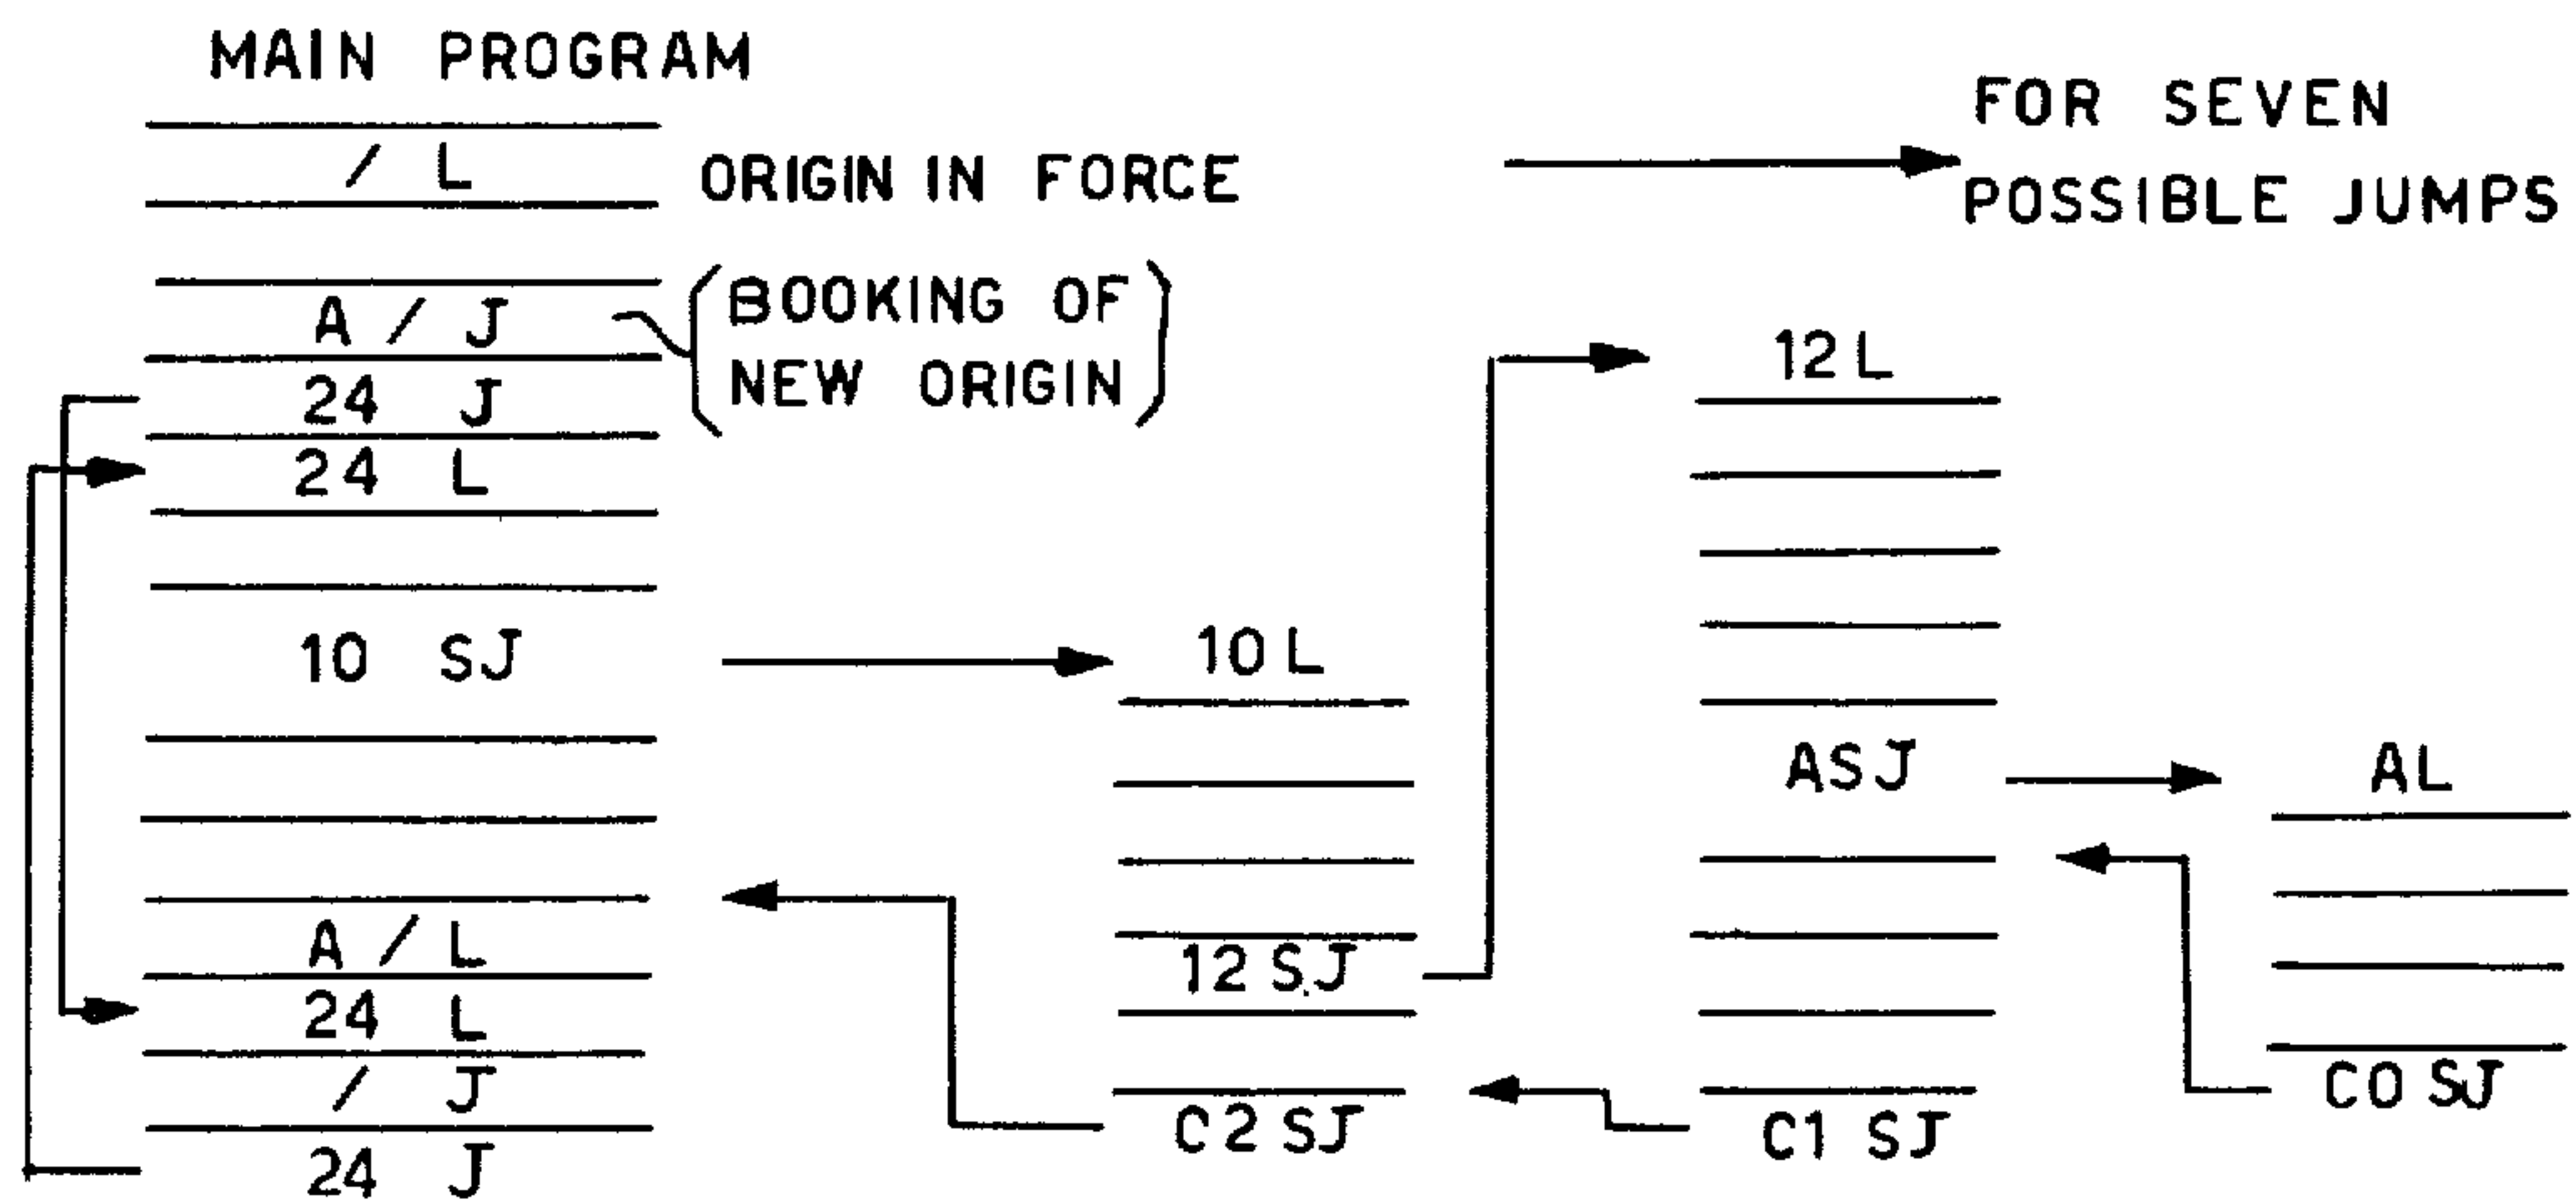 MAIN PROGRAM
/ L
ORIGIN IN FORCE
FOR SEVEN
POSSIBLE JUMPS
A / J
(BOOKING OF
NEW ORIGIN)
24 J
24 L
10 SJ
A / L
24 L
/ J
24 J
10 L
12 SJ
C2 SJ
12 L
ASJ
C1 SJ
AL
C0 SJ